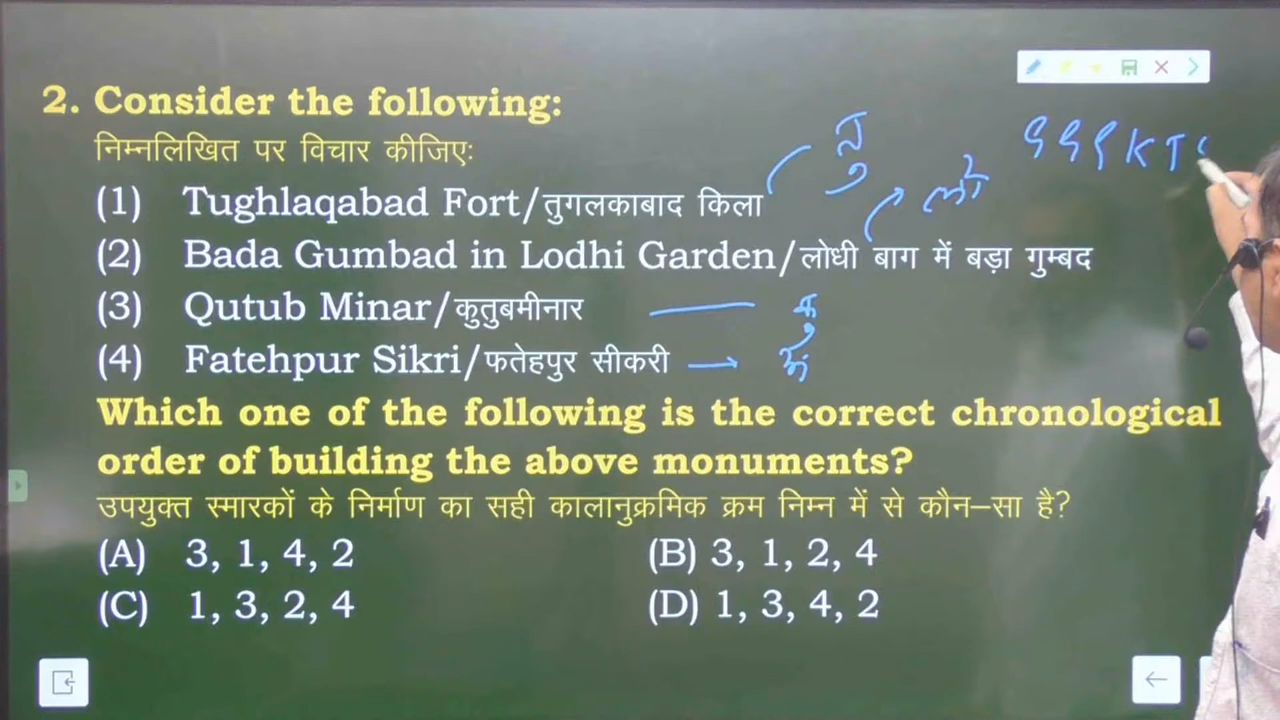 2. Consider the following:
निम्नलिखित पर विचार कीजिएः
(1) Tughlaqabad Fort/तुगलकाबाद किला
तु
(2) Bada Gumbad in Lodhi Garden/लोधी बाग में बड़ा गुम्बद
लो
(3) Qutub Minar/कुतुबमीनार
कु
(4) Fatehpur Sikri/फतेहपुर सीकरी
Which one of the following is the correct chronological
order of building the above monuments?
उपयुक्त स्मारकों के निर्माण का सही कालानुक्रमिक क्रम निम्न में से कौन–सा है?
(A) 3, 1, 4, 2 (B) 3, 1, 2, 4
(C) 1, 3, 2, 4 (D) 1, 3, 4, 2